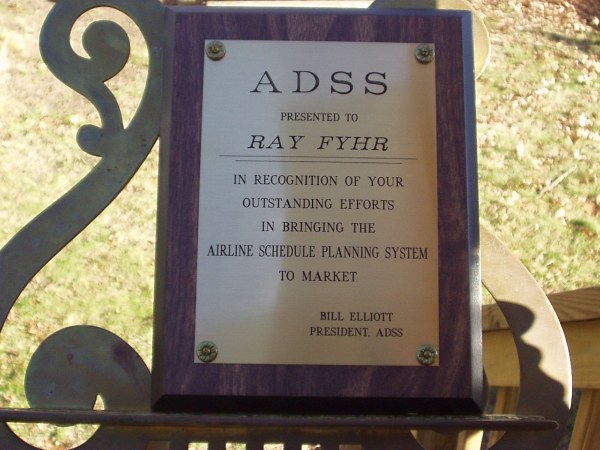 ADSS
PRESENTED TO
RAY FYHR
IN RECOGNITION OF YOUR
OUTSTANDING EFFORTS
IN BRINGING THE
AIRLINE SCHEDULE PLANNING SYSTEM
TO MARKET
BILL ELLIOTT
PRESIDENT, ADSS